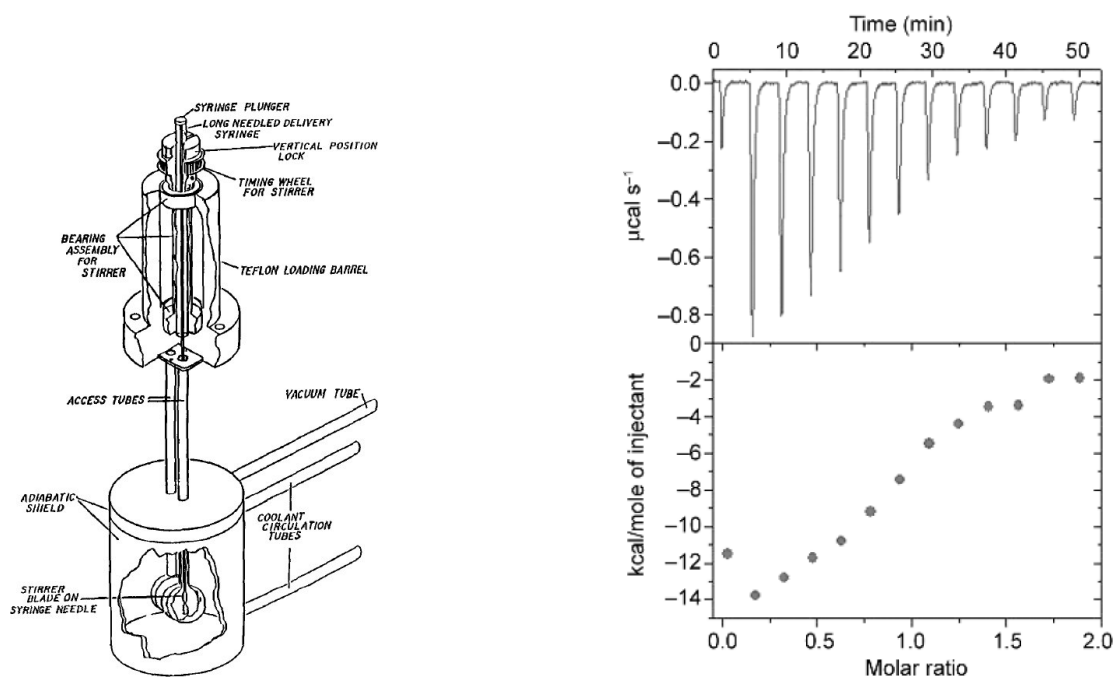 SYRINGE PLUNGER
LONG NEEDLED DELIVERY
SYRINGE
VERTICAL POSITION
LOCK
TIMING WHEEL
FOR STIRRER
BEARING
ASSEMBLY
FOR
STIRRER
TEFLON LOADING BARREL
ACCESS TUBES
VACUUM TUBE
ADIABATIC
SHIELD
COOLANT
CIRCULATION
TUBES
STIRRER
BLADE ON
SYRINGE NEEDLE
Time (min)
0 10 20 30 40 50
0.0
–0.2
–0.4
–0.6
–0.8
µcal s⁻¹
0
–2
–4
–6
–8
–10
–12
–14
kcal/mole of injectant
0.0 0.5 1.0 1.5 2.0
Molar ratio